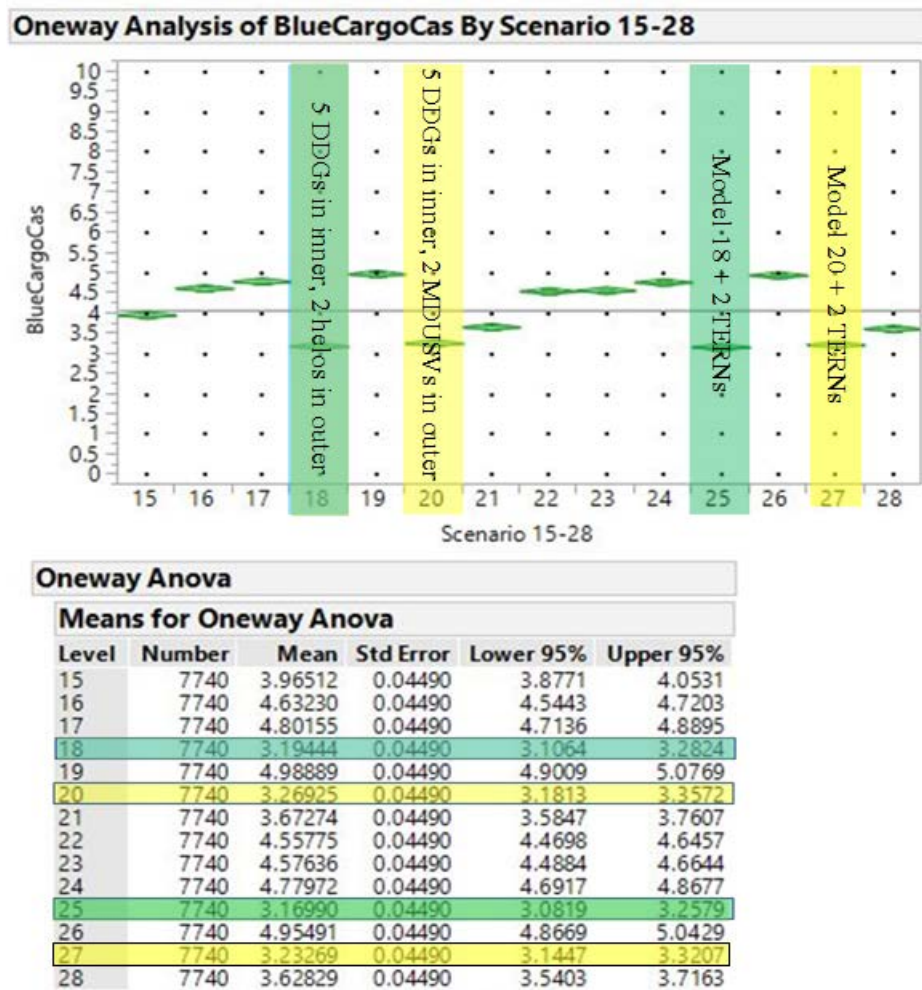 Oneway Analysis of BlueCargoCas By Scenario 15-28
BlueCargoCas
10
9.5
9
8.5
8
7.5
7
6.5
6
5.5
5
4.5
4
3.5
3
2.5
2
1.5
1
0.5
0
5 DDGs in inner, 2 helos in outer
5 DDGs in inner, 2 MDUSVs in outer
Model 18 + 2 TERNs
Model 20 + 2 TERNs
15 16 17 18 19 20 21 22 23 24 25 26 27 28
Scenario 15-28
Oneway Anova
Means for Oneway Anova
Level Number Mean Std Error Lower 95% Upper 95%
15 7740 3.96512 0.04490 3.8771 4.0531
16 7740 4.63230 0.04490 4.5443 4.7203
17 7740 4.80155 0.04490 4.7136 4.8895
18 7740 3.19444 0.04490 3.1064 3.2824
19 7740 4.98889 0.04490 4.9009 5.0769
20 7740 3.26925 0.04490 3.1813 3.3572
21 7740 3.67274 0.04490 3.5847 3.7607
22 7740 4.55775 0.04490 4.4698 4.6457
23 7740 4.57636 0.04490 4.4884 4.6644
24 7740 4.77972 0.04490 4.6917 4.8677
25 7740 3.16990 0.04490 3.0819 3.2579
26 7740 4.95491 0.04490 4.8669 5.0429
27 7740 3.23269 0.04490 3.1447 3.3207
28 7740 3.62829 0.04490 3.5403 3.7163